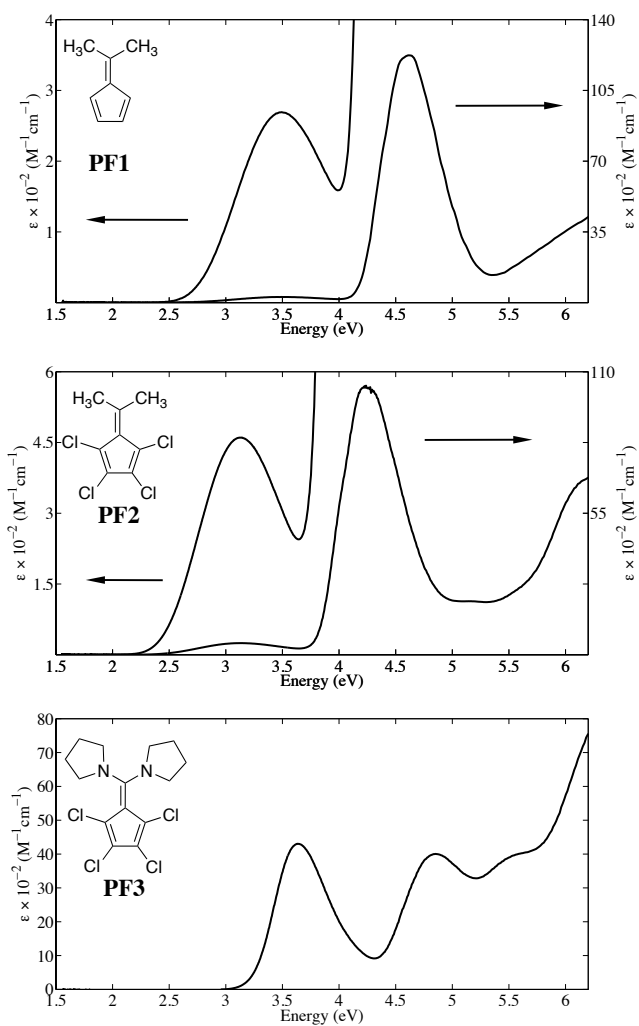 4
140
H₃C CH₃
3
105
ε × 10⁻² (M⁻¹cm⁻¹)
ε × 10⁻² (M⁻¹cm⁻¹)
2
70
PF1
1
35
1.5 2 2.5 3 3.5 4 4.5 5 5.5 6
Energy (eV)
6
110
H₃C CH₃
4.5
Cl Cl
ε × 10⁻² (M⁻¹cm⁻¹)
ε × 10⁻² (M⁻¹cm⁻¹)
Cl Cl
3
55
PF2
1.5
1.5 2 2.5 3 3.5 4 4.5 5 5.5 6
Energy (eV)
80
70
N N
60
ε × 10⁻² (M⁻¹cm⁻¹)
50
Cl Cl
40
Cl Cl
30
PF3
20
10
0
1.5 2 2.5 3 3.5 4 4.5 5 5.5 6
Energy (eV)